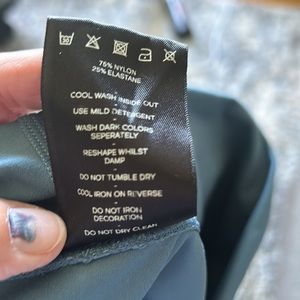 75% NYLON
25% ELASTANE
-
COOL WASH INSIDE OUT
-
USE MILD DETERGENT
-
WASH DARK COLORS
SEPERATELY
-
RESHAPE WHILST
DAMP
-
DO NOT TUMBLE DRY
-
COOL IRON ON REVERSE
-
DO NOT IRON
DECORATION
-
DO NOT DRY CLEAN